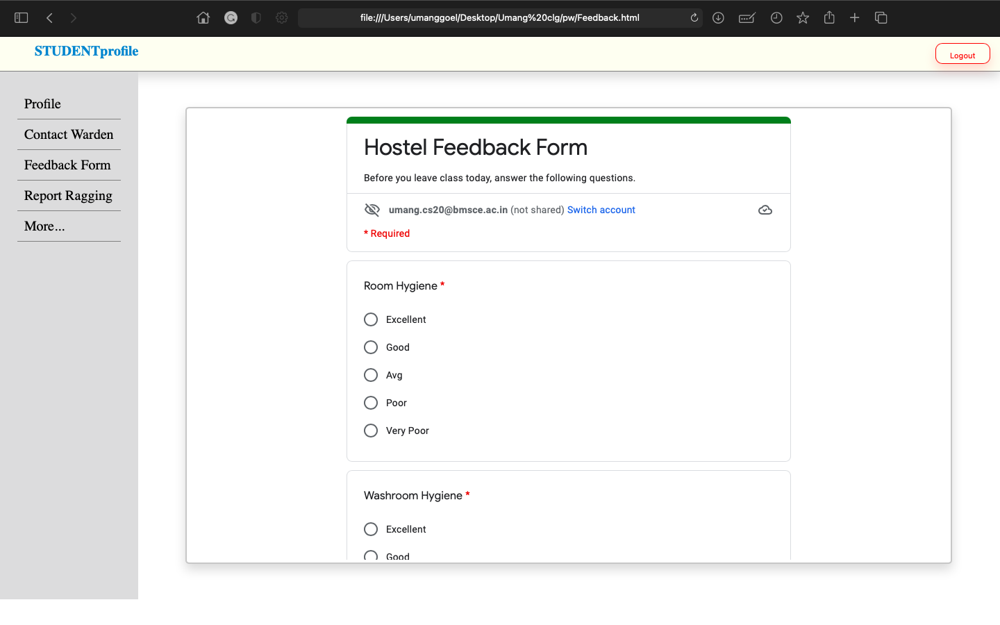 file:///Users/umanggoel/Desktop/Umang%20clg/pw/Feedback.html
STUDENTprofile
Logout
Profile
Contact Warden
Feedback Form
Report Ragging
More...
Hostel Feedback Form
Before you leave class today, answer the following questions.
umang.cs20@bmsce.ac.in (not shared) Switch account
* Required
Room Hygiene *
Excellent
Good
Avg
Poor
Very Poor
Washroom Hygiene *
Excellent
Good